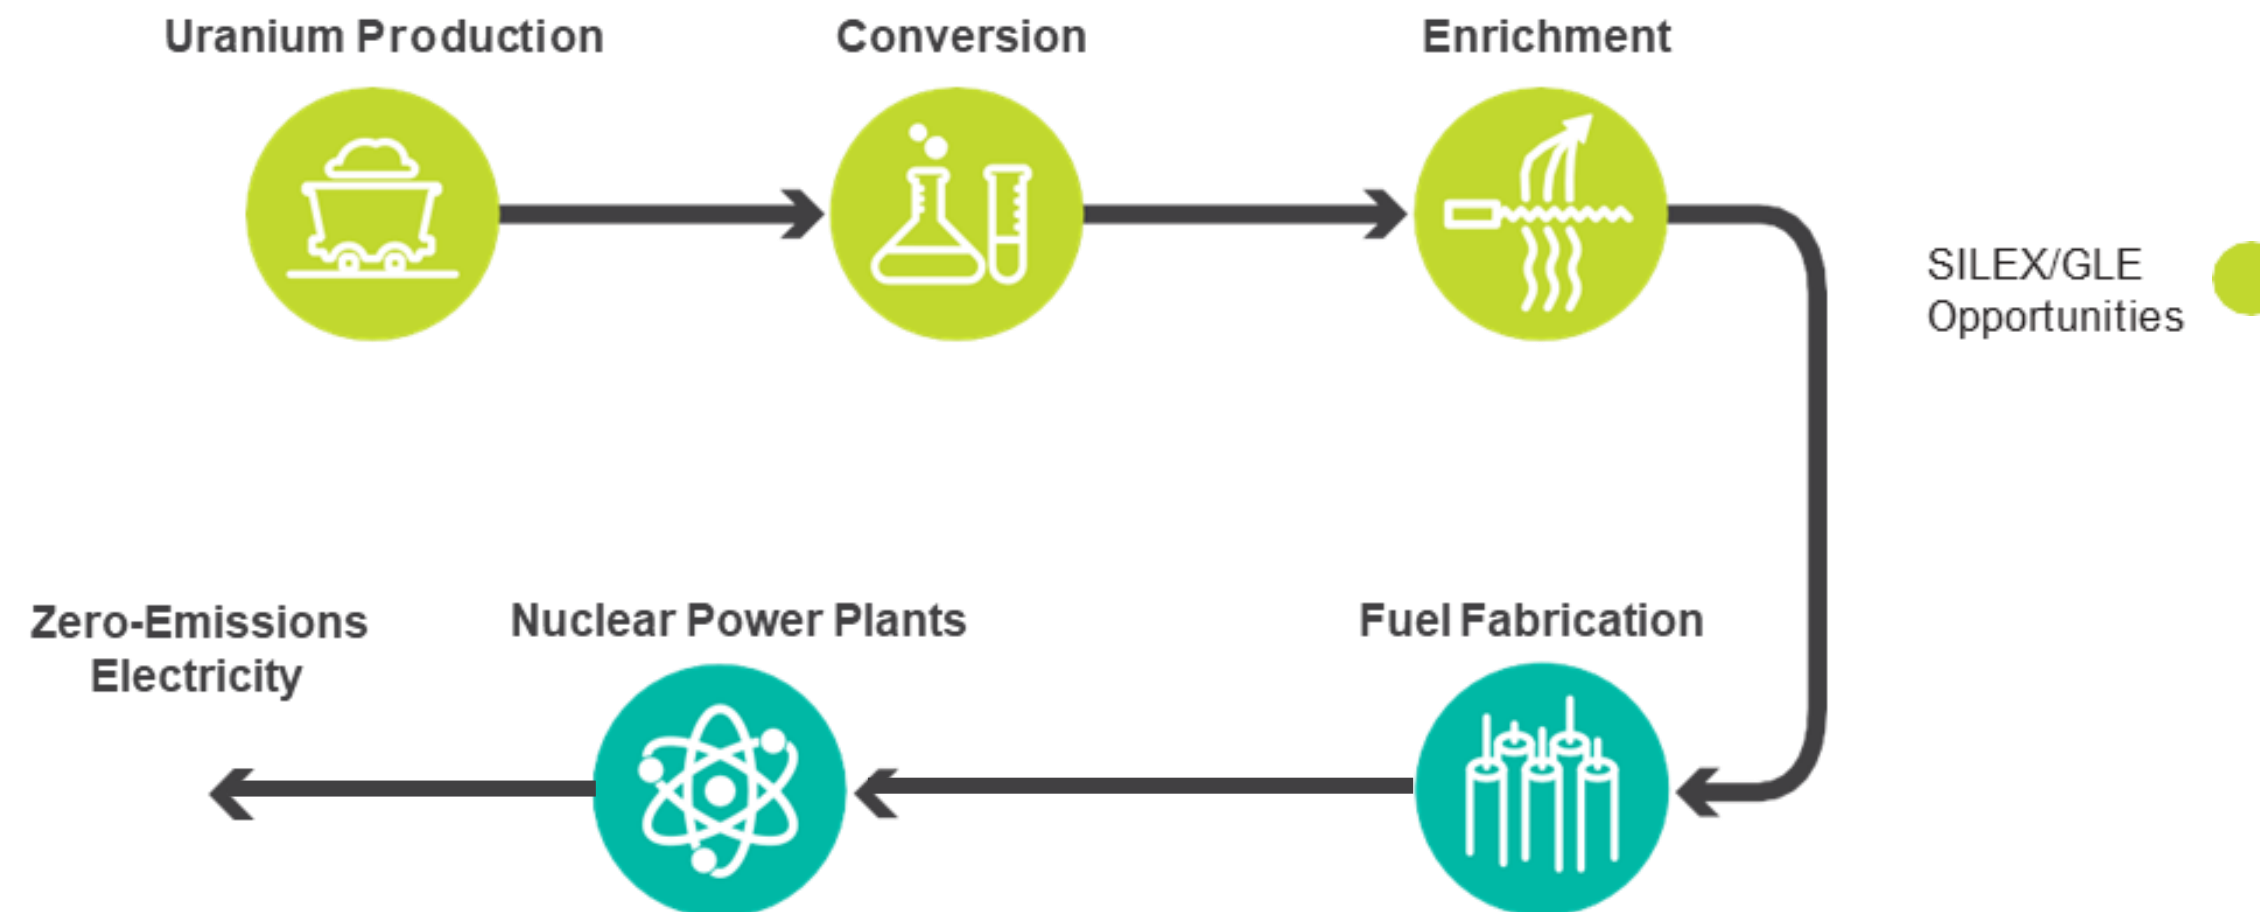 Uranium Production
Conversion
Enrichment
SILEX/GLE
Opportunities
Zero-Emissions
Electricity
Nuclear Power Plants
Fuel Fabrication